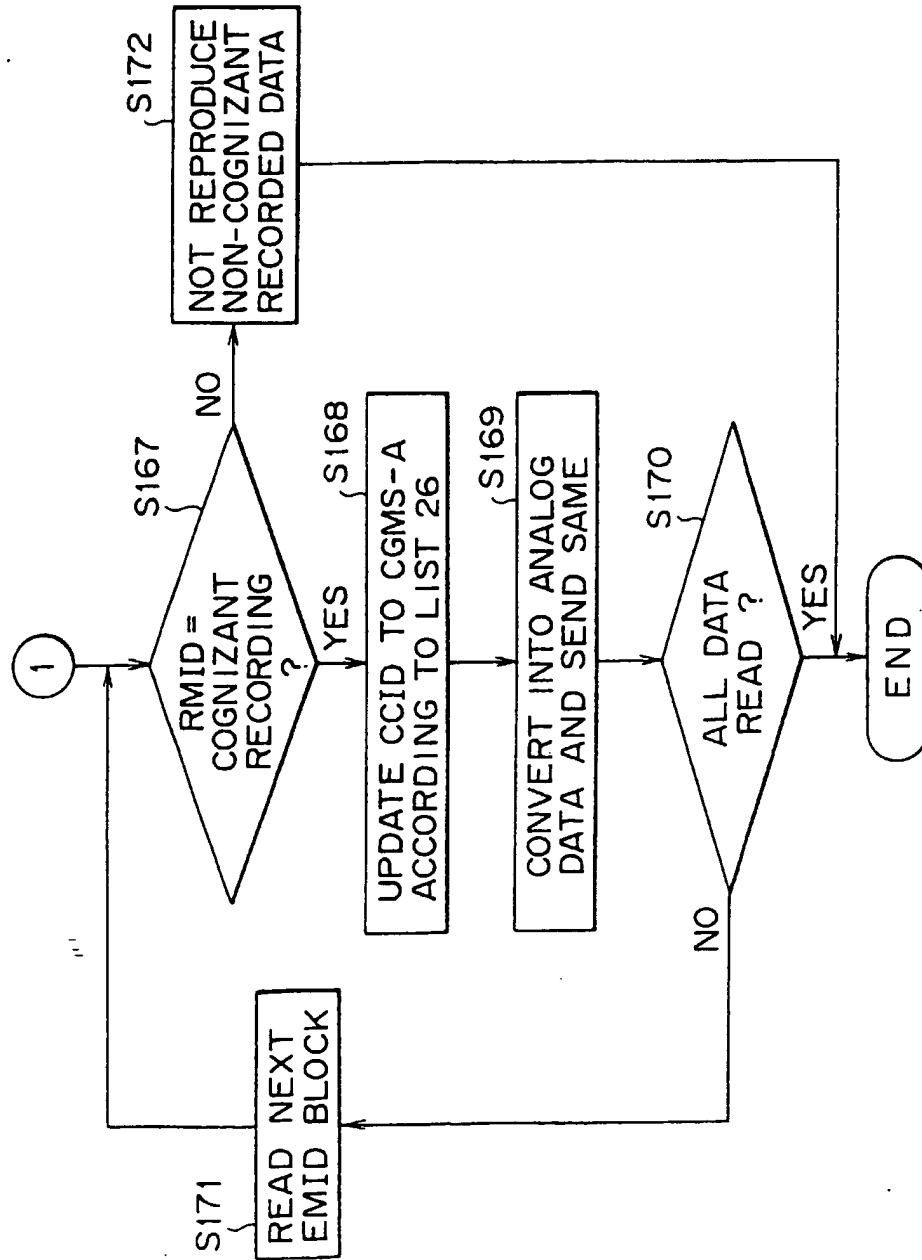 1
S167
RMID=
COGNIZANT
RECORDING
?
NO
S172
NOT REPRODUCE
NON-COGNIZANT
RECORDED DATA
YES
S168
UPDATE CCID TO CGMS-A
ACCORDING TO LIST 26
S169
CONVERT INTO ANALOG
DATA AND SEND SAME
S170
ALL DATA
READ ?
NO
YES
S171
READ NEXT
EMID BLOCK
END